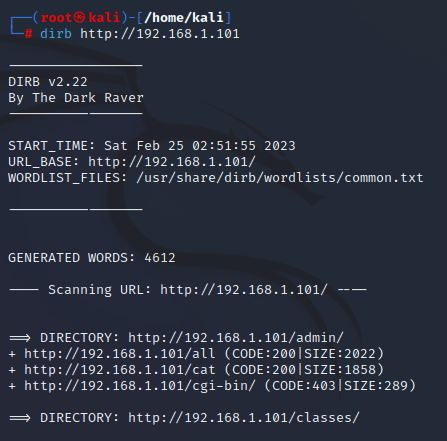 ┌──(root㉿kali)-[/home/kali]
└─# dirb http://192.168.1.101
-----------------
DIRB v2.22
By The Dark Raver
-----------------
START_TIME: Sat Feb 25 02:51:55 2023
URL_BASE: http://192.168.1.101/
WORDLIST_FILES: /usr/share/dirb/wordlists/common.txt
-----------------
GENERATED WORDS: 4612
---- Scanning URL: http://192.168.1.101/ ----
==> DIRECTORY: http://192.168.1.101/admin/
+ http://192.168.1.101/all (CODE:200|SIZE:2022)
+ http://192.168.1.101/cat (CODE:200|SIZE:1858)
+ http://192.168.1.101/cgi-bin/ (CODE:403|SIZE:289)
==> DIRECTORY: http://192.168.1.101/classes/